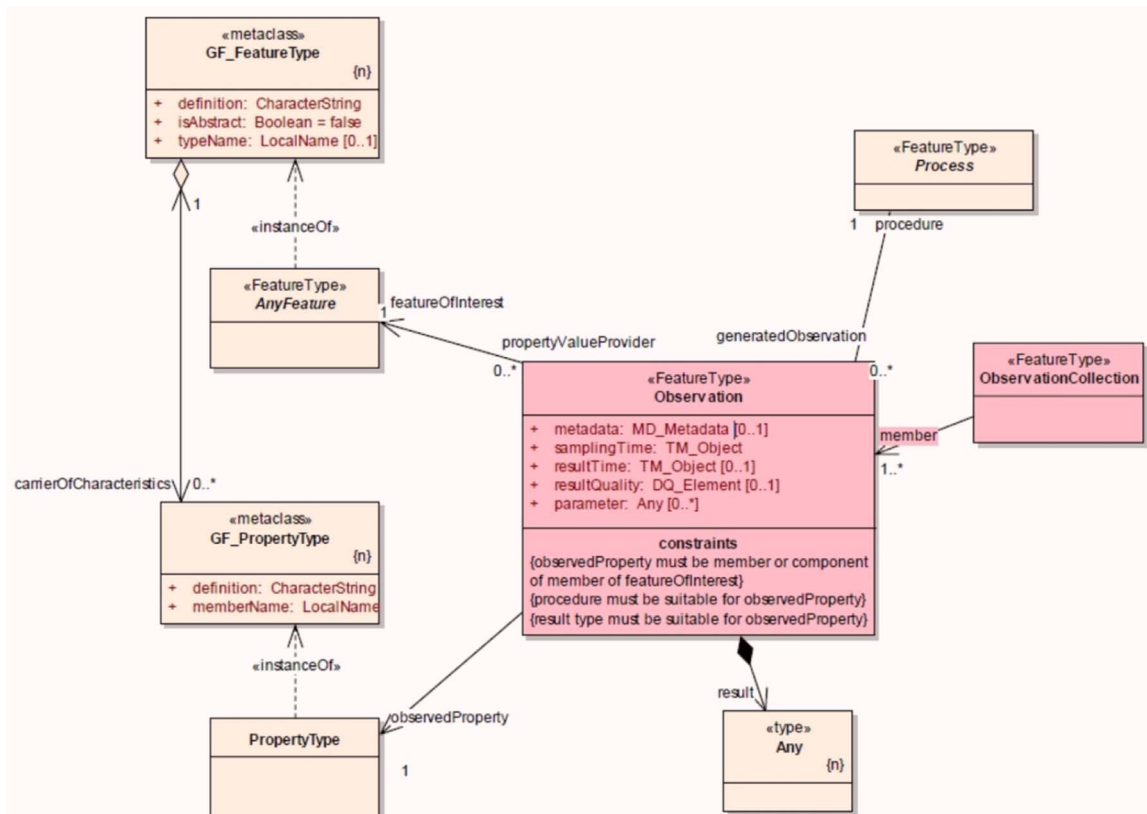 «metaclass»
GF_FeatureType
{n}
+ definition: CharacterString
+ isAbstract: Boolean = false
+ typeName: LocalName [0..1]
1
«instanceOf»
«FeatureType»
AnyFeature
featureOfInterest
1
propertyValueProvider
0..*
«FeatureType»
Process
1 procedure
generatedObservation
0..*
«FeatureType»
Observation
+ metadata: MD_Metadata [0..1]
+ samplingTime: TM_Object
+ resultTime: TM_Object [0..1]
+ resultQuality: DQ_Element [0..1]
+ parameter: Any [0..*]
constraints
{observedProperty must be member or component
of member of featureOfInterest}
{procedure must be suitable for observedProperty}
{result type must be suitable for observedProperty}
«FeatureType»
ObservationCollection
member
1..*
carrierOfCharacteristics
0..*
«metaclass»
GF_PropertyType
{n}
+ definition: CharacterString
+ memberName: LocalName
«instanceOf»
PropertyType
observedProperty
1
result
«type»
Any
{n}